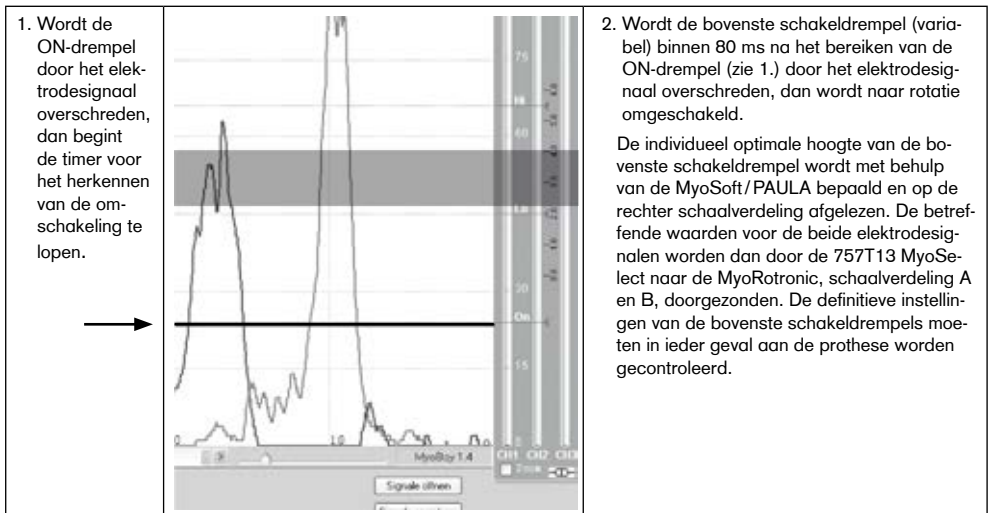 1. Wordt de
ON-drempel
door het elek-
trodesignaal
overschreden,
dan begint
de timer voor
het herkennen
van de om-
schakeling te
lopen.
75
60
30
On
15
0
10
MyoBoy 1.4
CH1 CH2 CH3
Zoom
Signale öffnen
2. Wordt de bovenste schakeldrempel (varia-
bel) binnen 80 ms na het bereiken van de
ON-drempel (zie 1.) door het elektrodesig-
naal overschreden, dan wordt naar rotatie
omgeschakeld.
De individueel optimale hoogte van de bo-
venste schakeldrempel wordt met behulp
van de MyoSoft/PAULA bepaald en op de
rechter schaalverdeling afgelezen. De betref-
fende waarden voor de beide elektrodesig-
nalen worden dan door de 757T13 MyoSe-
lect naar de MyoRotronic, schaalverdeling A
en B, doorgezonden. De definitieve instellin-
gen van de bovenste schakeldrempels moe-
ten in ieder geval aan de prothese worden
gecontroleerd.